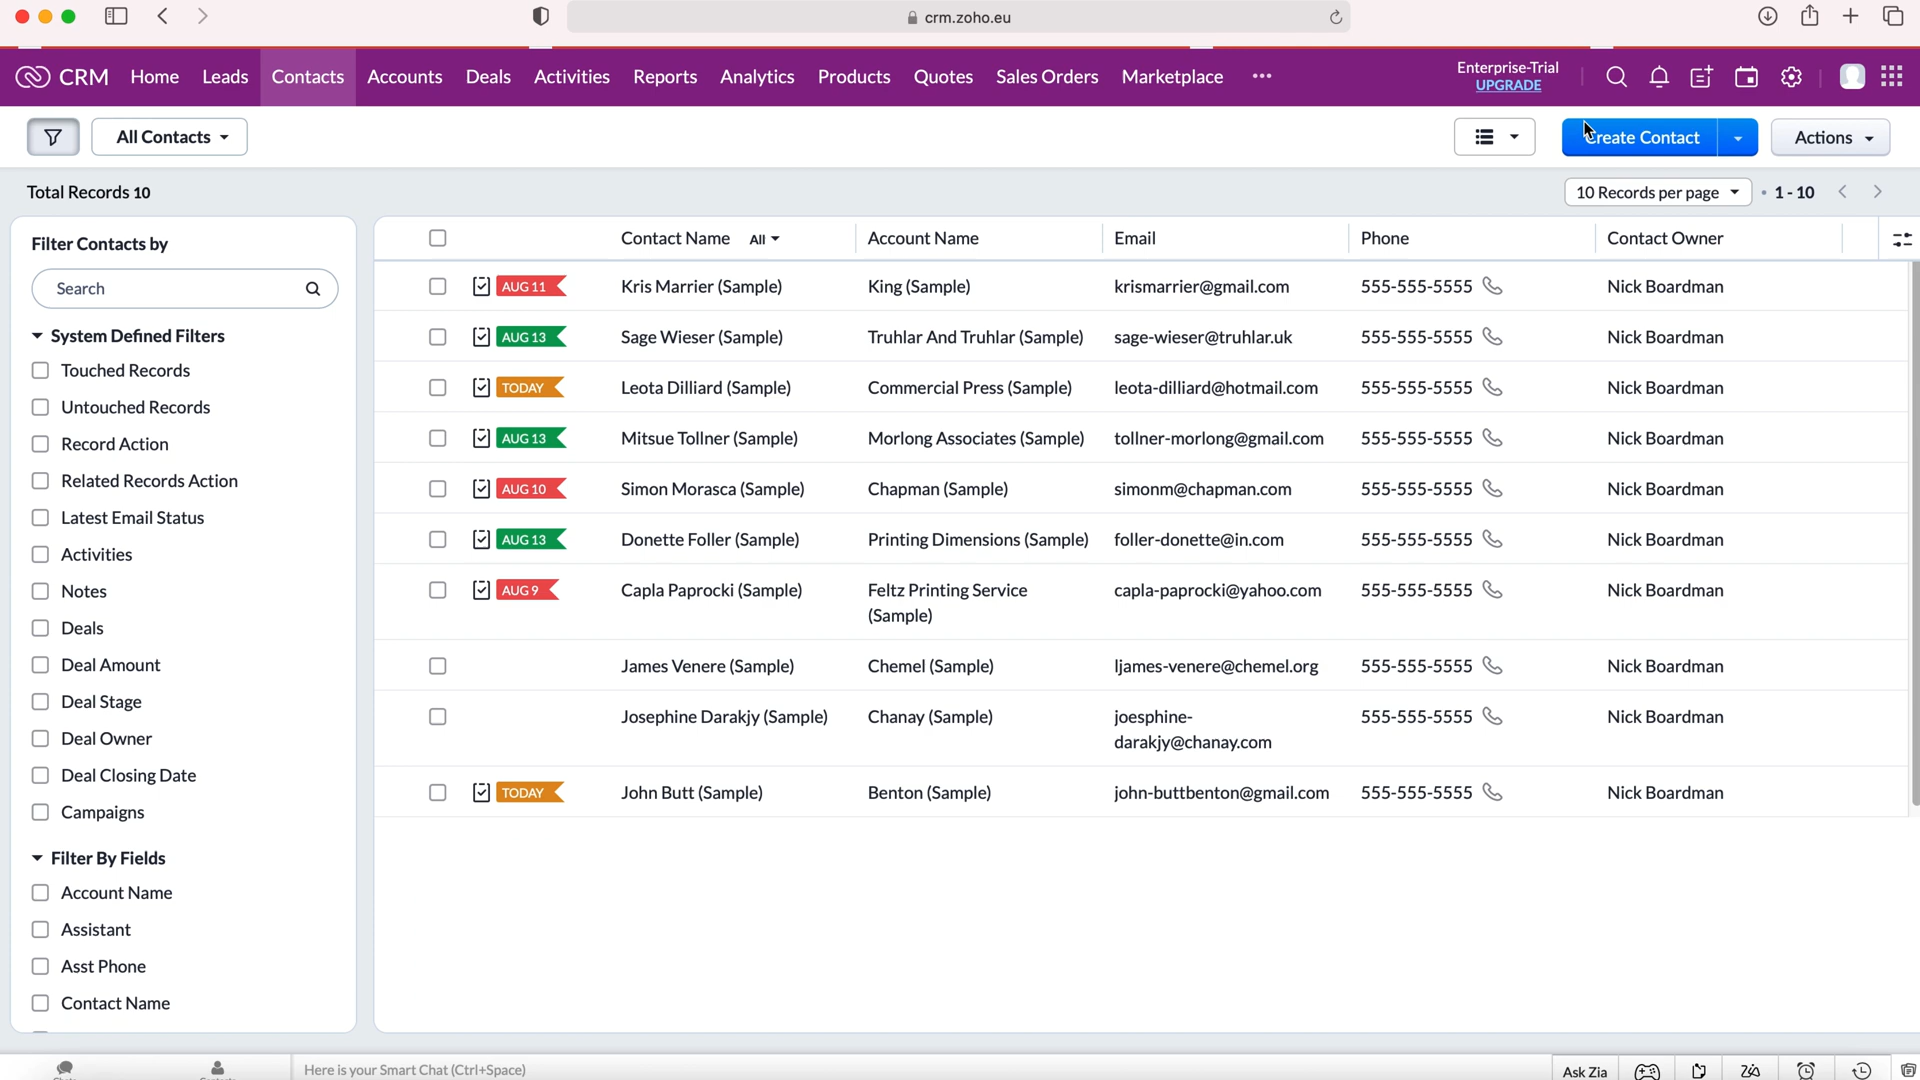 crm.zoho.eu
CRM Home Leads Contacts Accounts Deals Activities Reports Analytics Products Quotes Sales Orders Marketplace
Enterprise-Trial
UPGRADE
All Contacts
Create Contact
Actions
Total Records 10
10 Records per page • 1 - 10
Filter Contacts by
Search
System Defined Filters
Touched Records
Untouched Records
Record Action
Related Records Action
Latest Email Status
Activities
Notes
Deals
Deal Amount
Deal Stage
Deal Owner
Deal Closing Date
Campaigns
Filter By Fields
Account Name
Assistant
Asst Phone
Contact Name
Contact Name All Account Name Email Phone Contact Owner
AUG 11 Kris Marrier (Sample) King (Sample) krismarrier@gmail.com 555-555-5555 Nick Boardman
AUG 13 Sage Wieser (Sample) Truhlar And Truhlar (Sample) sage-wieser@truhlar.uk 555-555-5555 Nick Boardman
TODAY Leota Dilliard (Sample) Commercial Press (Sample) leota-dilliard@hotmail.com 555-555-5555 Nick Boardman
AUG 13 Mitsue Tollner (Sample) Morlong Associates (Sample) tollner-morlong@gmail.com 555-555-5555 Nick Boardman
AUG 10 Simon Morasca (Sample) Chapman (Sample) simonm@chapman.com 555-555-5555 Nick Boardman
AUG 13 Donette Foller (Sample) Printing Dimensions (Sample) foller-donette@in.com 555-555-5555 Nick Boardman
AUG 9 Capla Paprocki (Sample) Feltz Printing Service capla-paprocki@yahoo.com 555-555-5555 Nick Boardman
(Sample)
James Venere (Sample) Chemel (Sample) ljames-venere@chemel.org 555-555-5555 Nick Boardman
Josephine Darakjy (Sample) Chanay (Sample) joesphine- 555-555-5555 Nick Boardman
darakjy@chanay.com
TODAY John Butt (Sample) Benton (Sample) john-buttbenton@gmail.com 555-555-5555 Nick Boardman
Here is your Smart Chat (Ctrl+Space)
Ask Zia